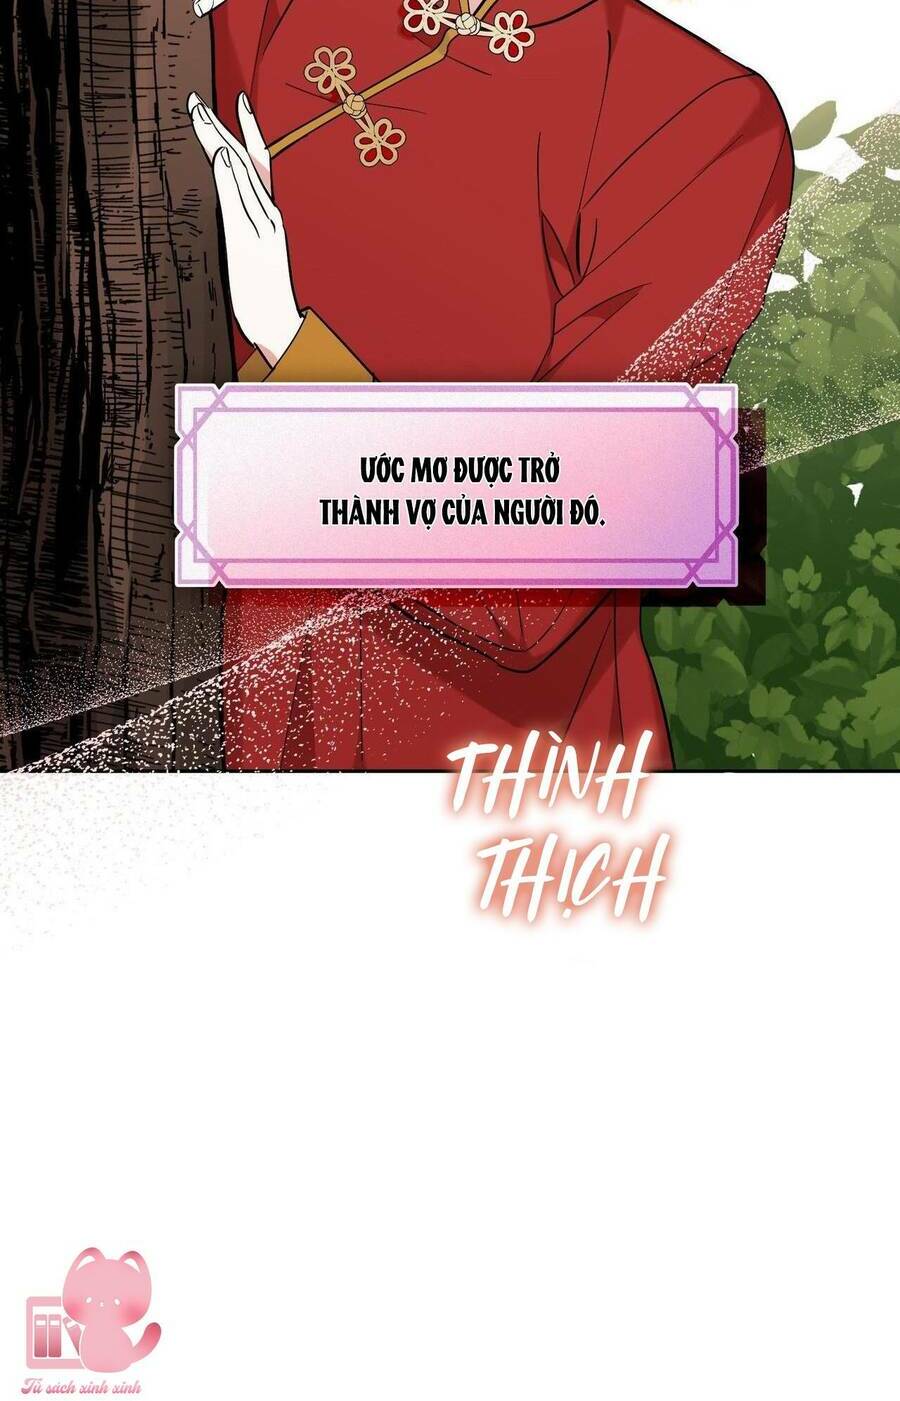 ƯỚC MƠ ĐƯỢC TRỞ
THÀNH VỢ CỦA NGƯỜI ĐÓ.
THÌNH
THỊCH
Tủ sách xinh xinh